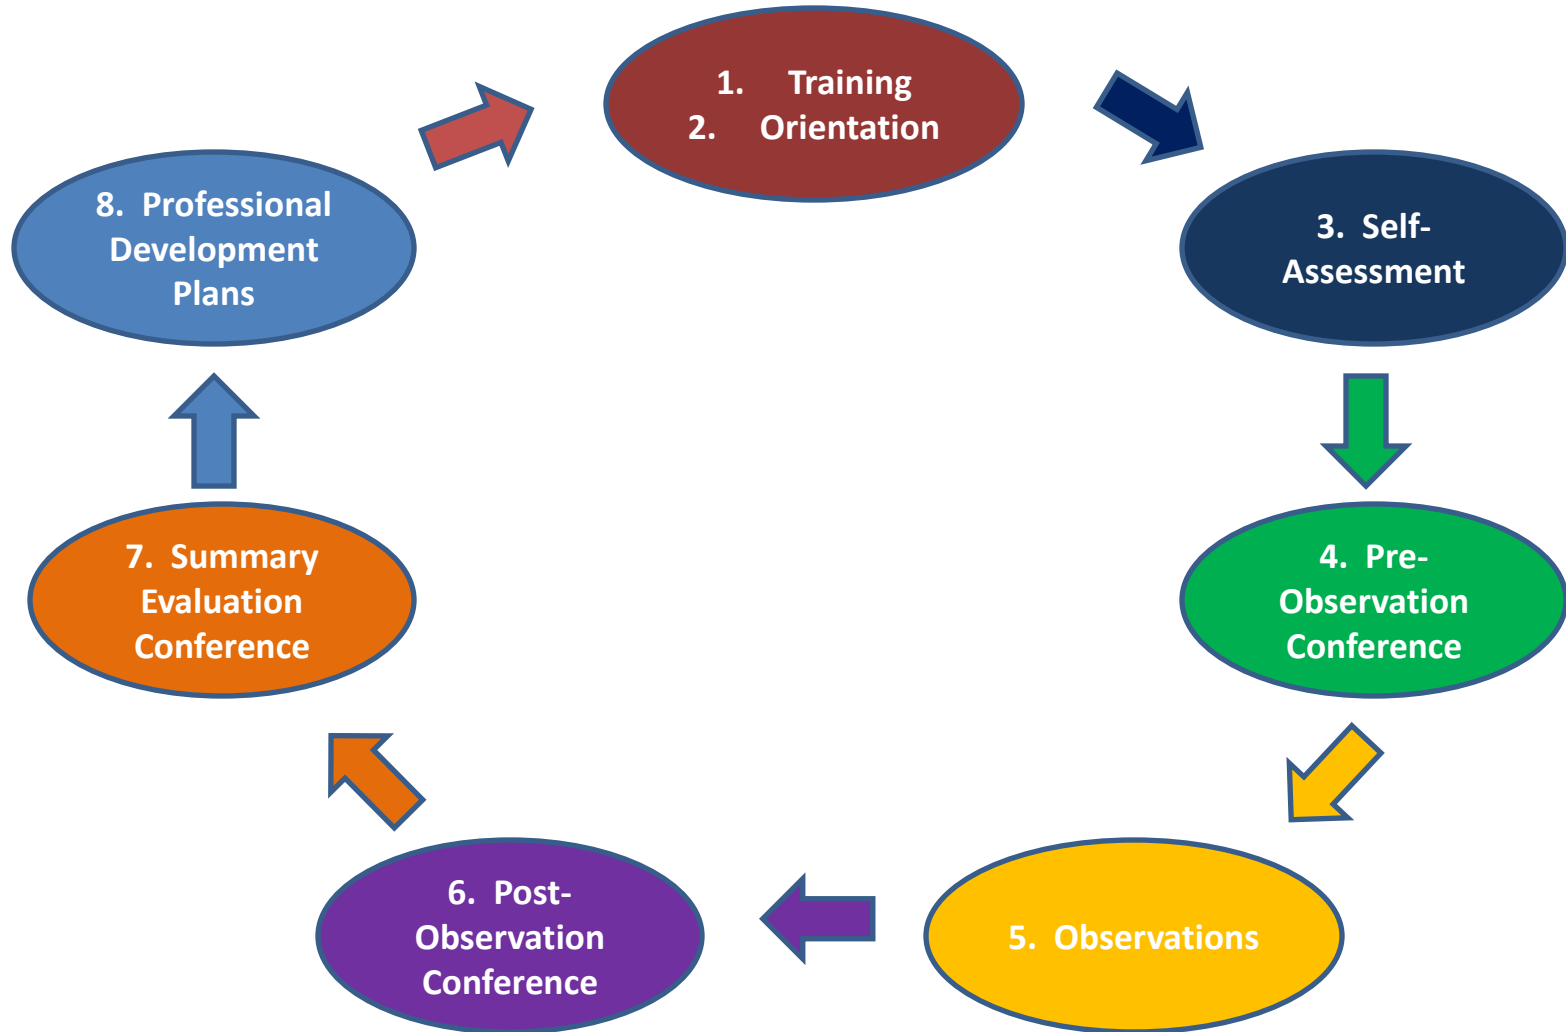 1. Training
2. Orientation
3. Self-
Assessment
4. Pre-
Observation
Conference
5. Observations
6. Post-
Observation
Conference
7. Summary
Evaluation
Conference
8. Professional
Development
Plans